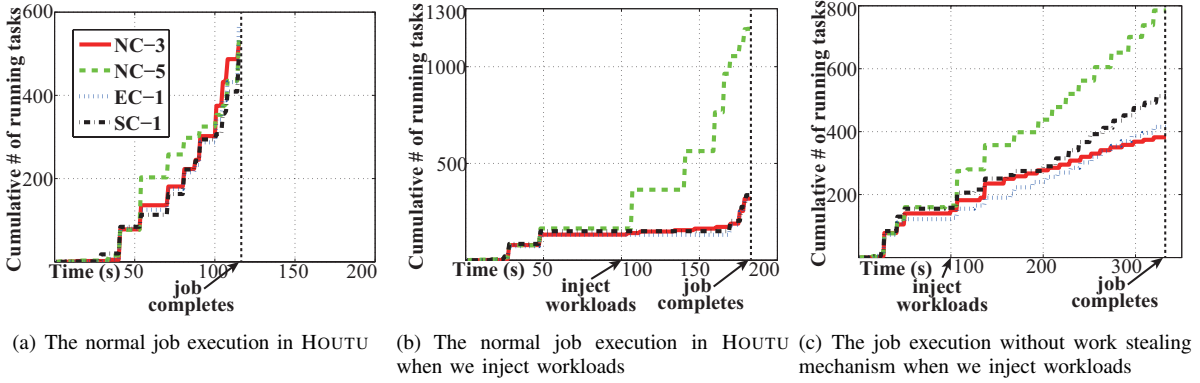 Cumulative # of running tasks
600
400
200
NC−3
NC−5
EC−1
SC−1
Time (s)
50
100
150
200
job
completes
(a) The normal job execution in HOUTU
Cumulative # of running tasks
1300
1000
500
Time (s)
50
100
150
200
inject
workloads
job
completes
(b) The normal job execution in HOUTU
when we inject workloads
Cumulative # of running tasks
800
600
400
200
Time (s)
100
200
300
inject
workloads
job
completes
(c) The job execution without work stealing
mechanism when we inject workloads